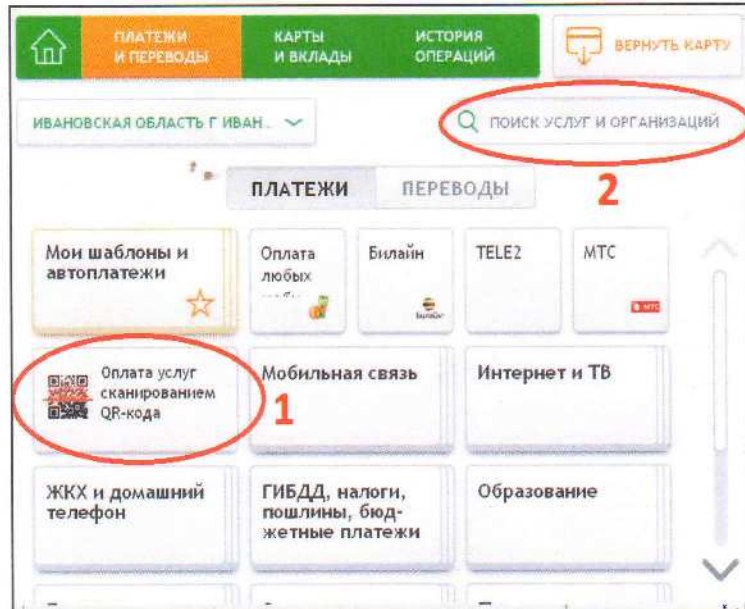 ПЛАТЕЖИ
И ПЕРЕВОДЫ
КАРТЫ
И ВКЛАДЫ
ИСТОРИЯ
ОПЕРАЦИЙ
ВЕРНУТЬ КАРТУ
ИВАНОВСКАЯ ОБЛАСТЬ Г ИВАН..
ПОИСК УСЛУГ И ОРГАНИЗАЦИЙ
2
ПЛАТЕЖИ
ПЕРЕВОДЫ
Мои шаблоны и
автоплатежи
Оплата
любых
Билайн
Билайн
TELE2
МТС
МТС
Оплата услуг
сканированием
QR-кода
1
Мобильная связь
Интернет и ТВ
ЖКХ и домашний
телефон
ГИБДД, налоги,
пошлины, бюд-
жетные платежи
Образование